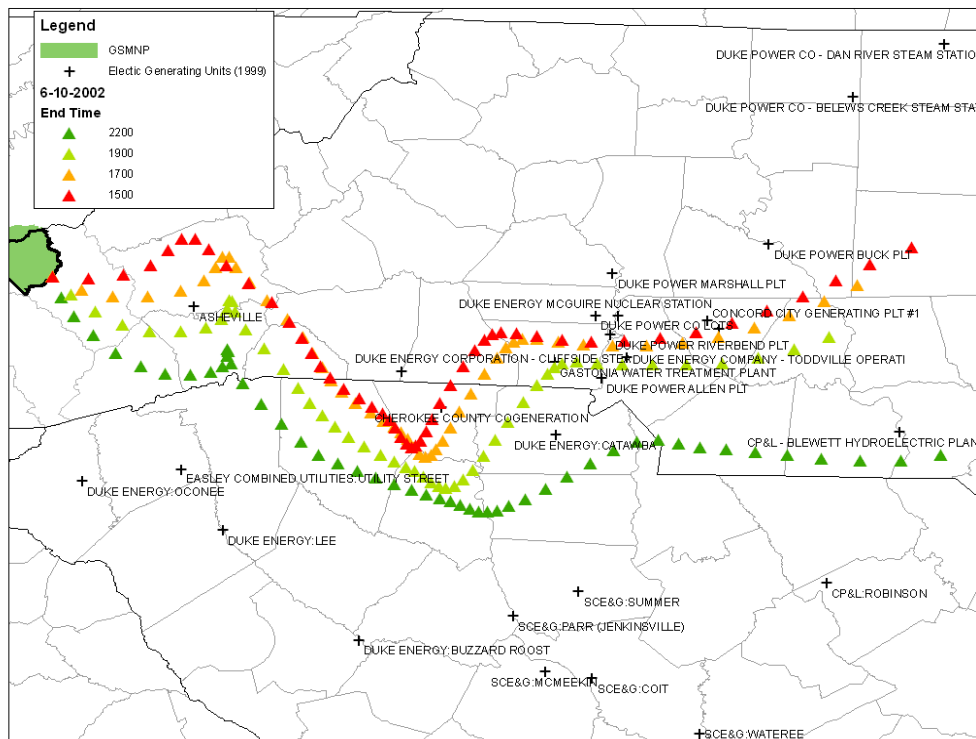 Legend
GSMNP
Electic Generating Units (1999)
6-10-2002
End Time
2200
1900
1700
1500
DUKE POWER CO - DAN RIVER STEAM STATIO
DUKE POWER CO - BELEWS CREEK STEAM STAT
DUKE POWER BUCK PLT
DUKE POWER MARSHALL PLT
DUKE ENERGY MCGUIRE NUCLEAR STATION
CONCORD CITY GENERATING PLT #1
ASHEVILLE
DUKE POWER CO LOTS
DUKE POWER RIVERBEND PLT
DUKE ENERGY CORPORATION - CLIFFSIDE STEA
DUKE ENERGY COMPANY - TODDVILLE OPERATI
GASTONIA WATER TREATMENT PLANT
DUKE POWER ALLEN PLT
CHEROKEE COUNTY COGENERATION
DUKE ENERGY:CATAWBA
CP&L - BLEWETT HYDROELECTRIC PLAN
EASLEY COMBINED UTILITIES:UTILITY STREET
DUKE ENERGY:OCONEE
DUKE ENERGY:LEE
CP&L:ROBINSON
SCE&G:SUMMER
SCE&G:PARR (JENKINSVILLE)
DUKE ENERGY:BUZZARD ROOST
SCE&G:MCMEEKIN
SCE&G:COIT
SCE&G:WATEREE